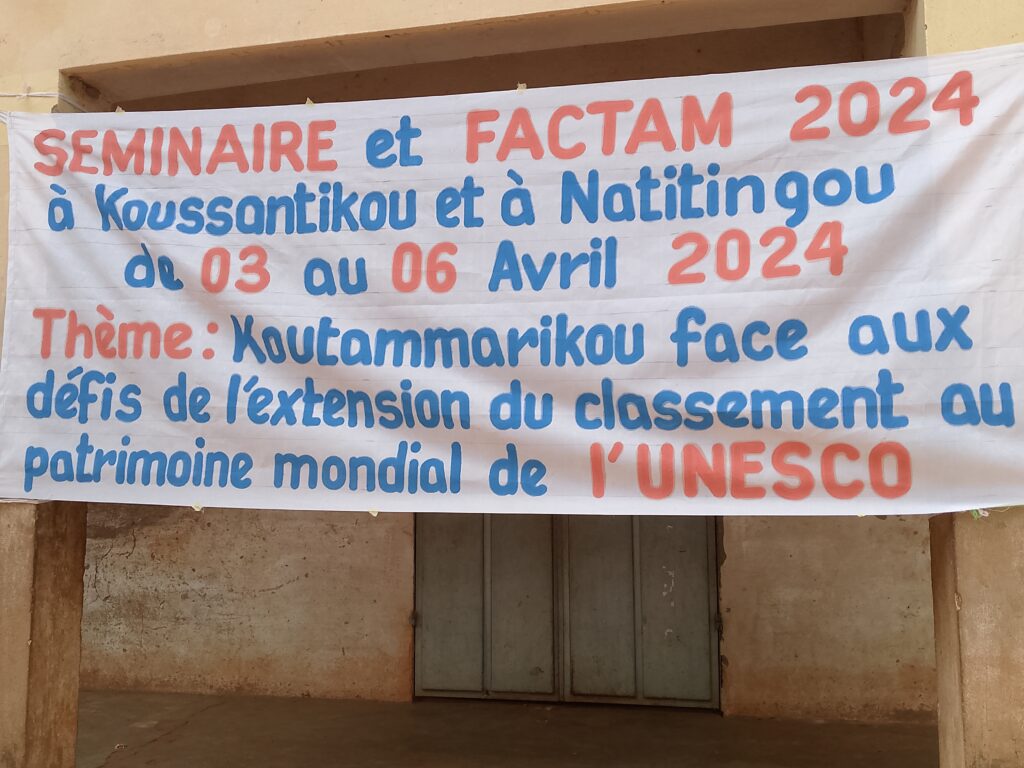 SEMINAIRE et FACTAM 2024
à Koussantikou et à Natitingou
de 03 au 06 Avril 2024
Thème : Koutammarikou face aux
défis de l'éxtension du classement au
patrimoine mondial de l'UNESCO